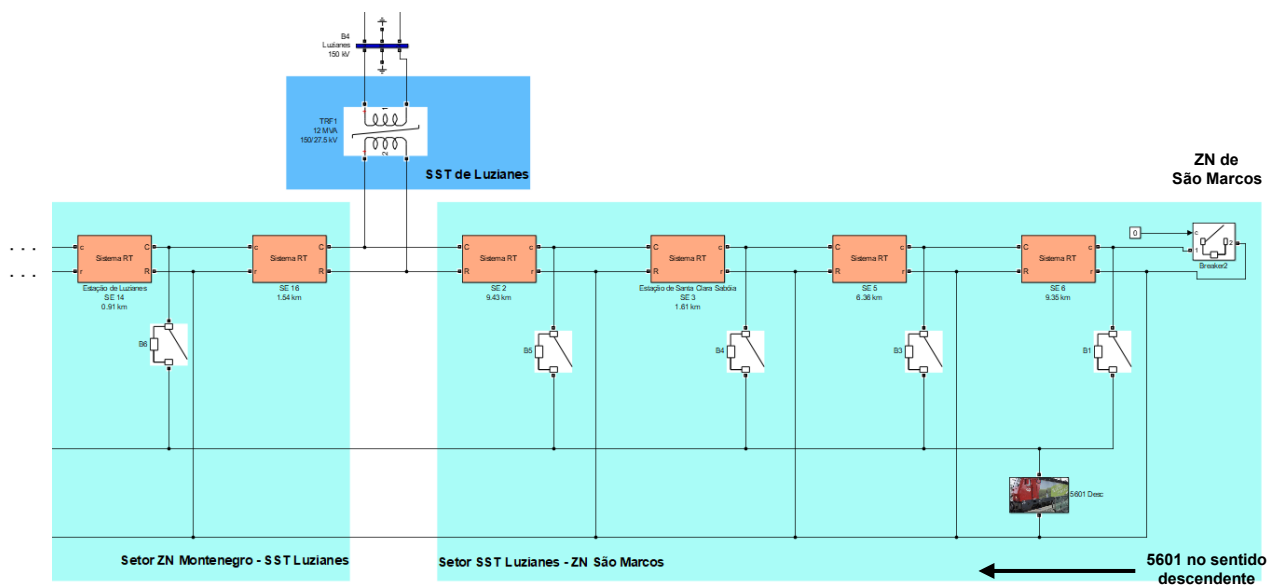 B4
Luzianes
150 kV
TRF1
12 MVA
150/27.5 kV
1
2
SST de Luzianes
ZN de
São Marcos
. . .
. . .
c
C
r
R
Sistema RT
Estação de Luzianes
SE 14
0.91 km
c
C
r
R
Sistema RT
SE 16
1.54 km
C
c
R
r
Sistema RT
SE 2
9.43 km
C
c
R
r
Sistema RT
Estação de Santa Clara Sabóia
SE 3
1.61 km
C
c
R
r
Sistema RT
SE 5
6.36 km
C
c
R
r
Sistema RT
SE 6
9.35 km
0
c
1
2
Breaker2
B6
B5
B4
B3
B1
5601 Desc
Setor ZN Montenegro - SST Luzianes
Setor SST Luzianes - ZN São Marcos
5601 no sentido
descendente